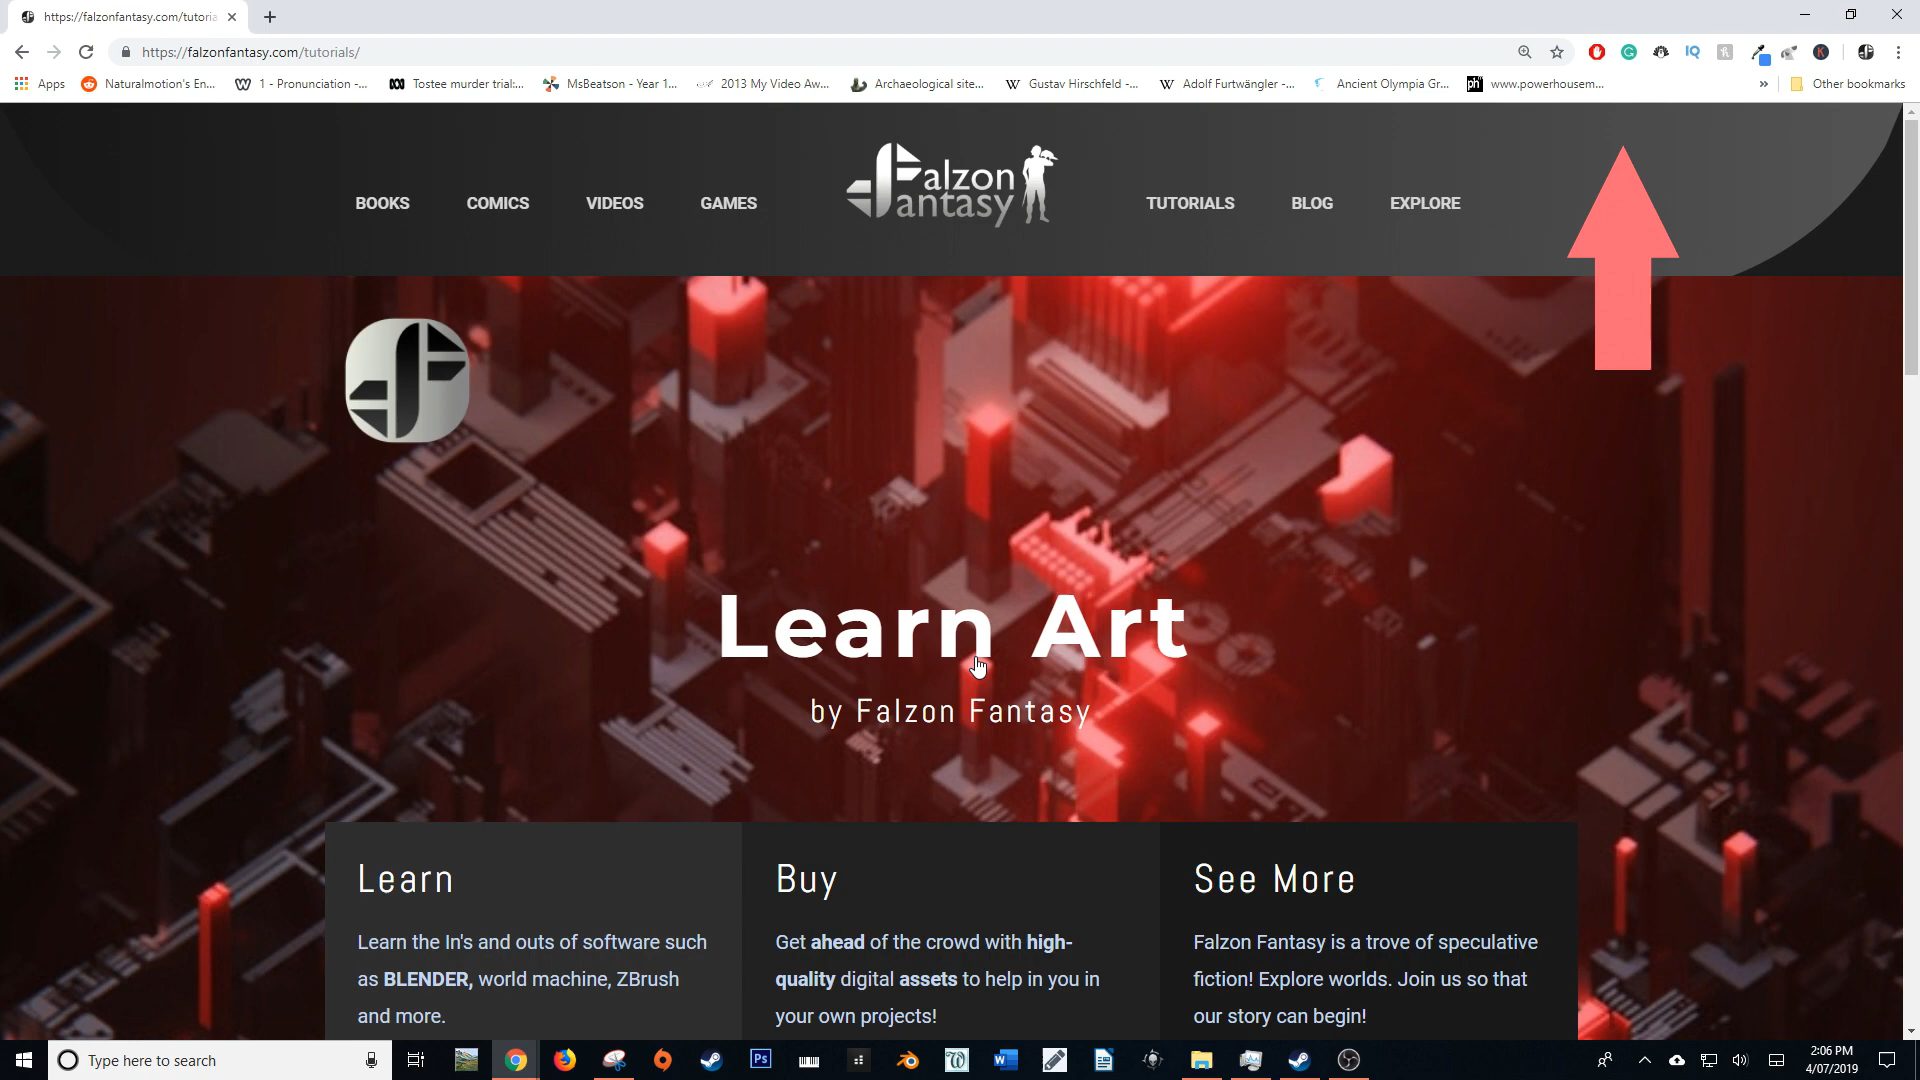 https://falzonfantasy.com/tutoria
https://falzonfantasy.com/tutorials/
Apps
Naturalmotion's En...
1 - Pronunciation -...
Tostee murder trial:...
MsBeatson - Year 1...
2013 My Video Aw...
Archaeological site...
Gustav Hirschfeld -...
Adolf Furtwängler -...
Ancient Olympia Gr...
ph
www.powerhousem...
Other bookmarks
BOOKS
COMICS
VIDEOS
GAMES
Falzon
Fantasy
TUTORIALS
BLOG
EXPLORE
Learn Art
by Falzon Fantasy
Learn
Learn the In's and outs of software such
as BLENDER, world machine, ZBrush
and more.
Buy
Get ahead of the crowd with high-
quality digital assets to help in you in
your own projects!
See More
Falzon Fantasy is a trove of speculative
fiction! Explore worlds. Join us so that
our story can begin!
Type here to search
Ps
2:06 PM
4/07/2019